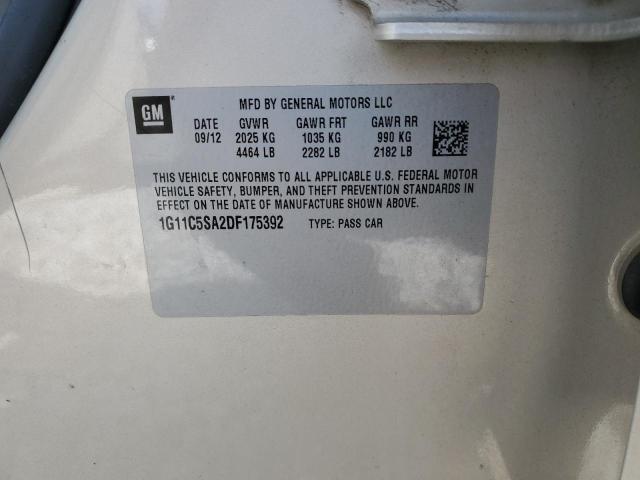 GM ®
MFD BY GENERAL MOTORS LLC
DATE GVWR GAWR FRT GAWR RR
09/12 2025 KG 1035 KG 990 KG
4464 LB 2282 LB 2182 LB
THIS VEHICLE CONFORMS TO ALL APPLICABLE U.S. FEDERAL MOTOR
VEHICLE SAFETY, BUMPER, AND THEFT PREVENTION STANDARDS IN
EFFECT ON THE DATE OF MANUFACTURE SHOWN ABOVE.
1G11C5SA2DF175392 TYPE: PASS CAR